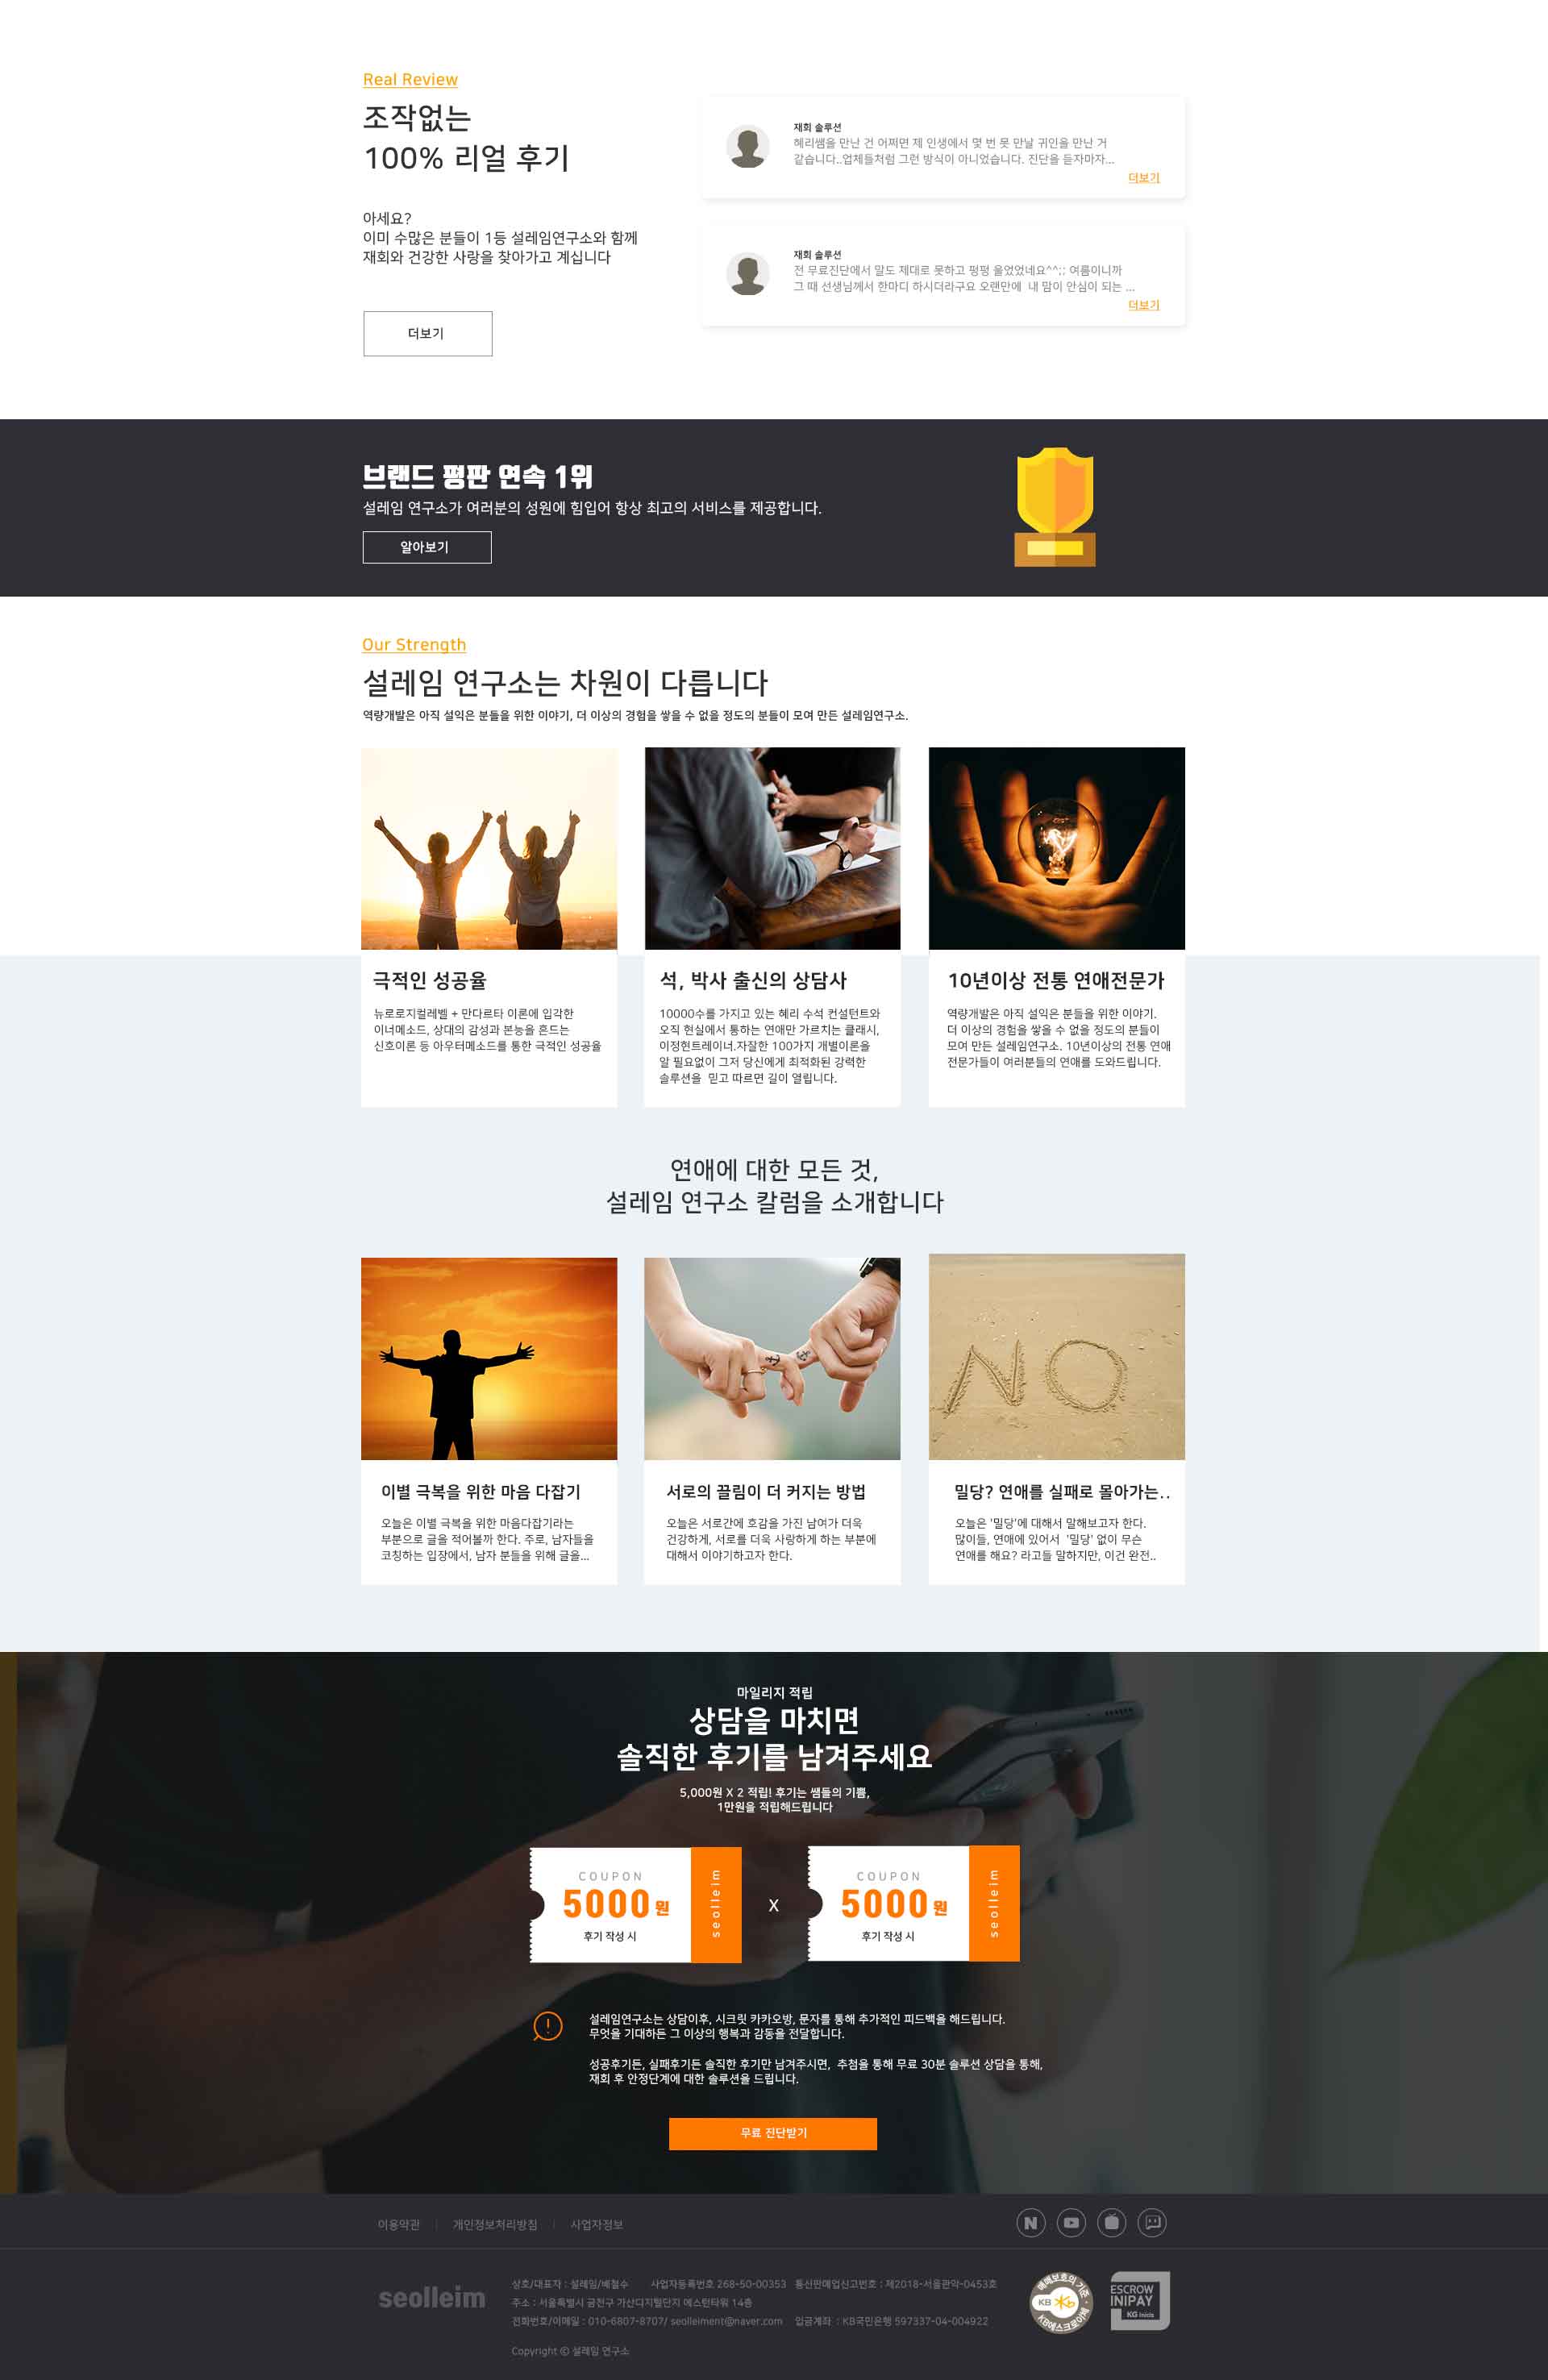 Real Review
조작없는
100% 리얼 후기
아세요?
이미 수많은 분들이 1등 설레임연구소와 함께
재회와 건강한 사랑을 찾아가고 계십니다
더보기
재회 솔루션
혜리쌤을 만난 건 어쩌면 제 인생에서 몇 번 못 만날 귀인을 만난 거
같습니다..업체들처럼 그런 방식이 아니었습니다. 진단을 듣자마자...
더보기
재회 솔루션
전 무료진단에서 말도 제대로 못하고 펑펑 울었었네요^^;; 여름이니까
그 때 선생님께서 한마디 하시더라구요 오랜만에 내 맘이 안심이 되는 ...
더보기
브랜드 평판 연속 1위
설레임 연구소가 여러분의 성원에 힘입어 항상 최고의 서비스를 제공합니다.
알아보기
Our Strength
설레임 연구소는 차원이 다릅니다
역량개발은 아직 설익은 분들을 위한 이야기, 더 이상의 경험을 쌓을 수 없을 정도의 분들이 모여 만든 설레임연구소.
극적인 성공율
뉴로로지컬레벨 + 만다르타 이론에 입각한
이너메소드, 상대의 감성과 본능을 흔드는
신호이론 등 아우터메소드를 통한 극적인 성공율
석, 박사 출신의 상담사
10000수를 가지고 있는 혜리 수석 컨설턴트와
오직 현실에서 통하는 연애만 가르치는 클래시,
이정현트레이너.자잘한 100가지 개별이론을
알 필요없이 그저 당신에게 최적화된 강력한
솔루션을 믿고 따르면 길이 열립니다.
10년이상 전통 연애전문가
역량개발은 아직 설익은 분들을 위한 이야기.
더 이상의 경험을 쌓을 수 없을 정도의 분들이
모여 만든 설레임연구소. 10년이상의 전통 연애
전문가들이 여러분들의 연애를 도와드립니다.
연애에 대한 모든 것,
설레임 연구소 칼럼을 소개합니다
NO
이별 극복을 위한 마음 다잡기
오늘은 이별 극복을 위한 마음다잡기라는
부분으로 글을 적어볼까 한다. 주로, 남자들을
코칭하는 입장에서, 남자 분들을 위해 글을...
서로의 끌림이 더 커지는 방법
오늘은 서로간에 호감을 가진 남여가 더욱
건강하게, 서로를 더욱 사랑하게 하는 부분에
대해서 이야기하고자 한다.
밀당? 연애를 실패로 몰아가는..
오늘은 '밀당'에 대해서 말해보고자 한다.
많이들, 연애에 있어서 '밀당' 없이 무슨
연애를 해요? 라고들 말하지만, 이건 완전..
마일리지 적립
상담을 마치면
솔직한 후기를 남겨주세요
5,000원 X 2 적립! 후기는 쌤들의 기쁨,
1만원을 적립해드립니다
COUPON
5000원
후기 작성 시
seolleim
X
COUPON
5000원
후기 작성 시
seolleim
설레임연구소는 상담이후, 시크릿 카카오방, 문자를 통해 추가적인 피드백을 해드립니다.
무엇을 기대하든 그 이상의 행복과 감동을 전달합니다.
성공후기든, 실패후기든 솔직한 후기만 남겨주시면, 추첨을 통해 무료 30분 솔루션 상담을 통해,
재회 후 안정단계에 대한 솔루션을 드립니다.
무료 진단받기
이용약관 | 개인정보처리방침 | 사업자정보
N
seolleim
상호/대표자 : 설레임/배철수 사업자등록번호 268-50-00353 통신판매업신고번호 : 제2018-서울관악-0453호
주소 : 서울특별시 금천구 가산디지털단지 에스턴타워 14층
전화번호/이메일 : 010-6807-8707/ seolleiment@naver.com 입금계좌 : KB국민은행 597337-04-004922
Copyright ⓒ 설레임 연구소
구매보호의 기준
KB
KB에스크로이체
ESCROW
INIPAY
KG Inicis